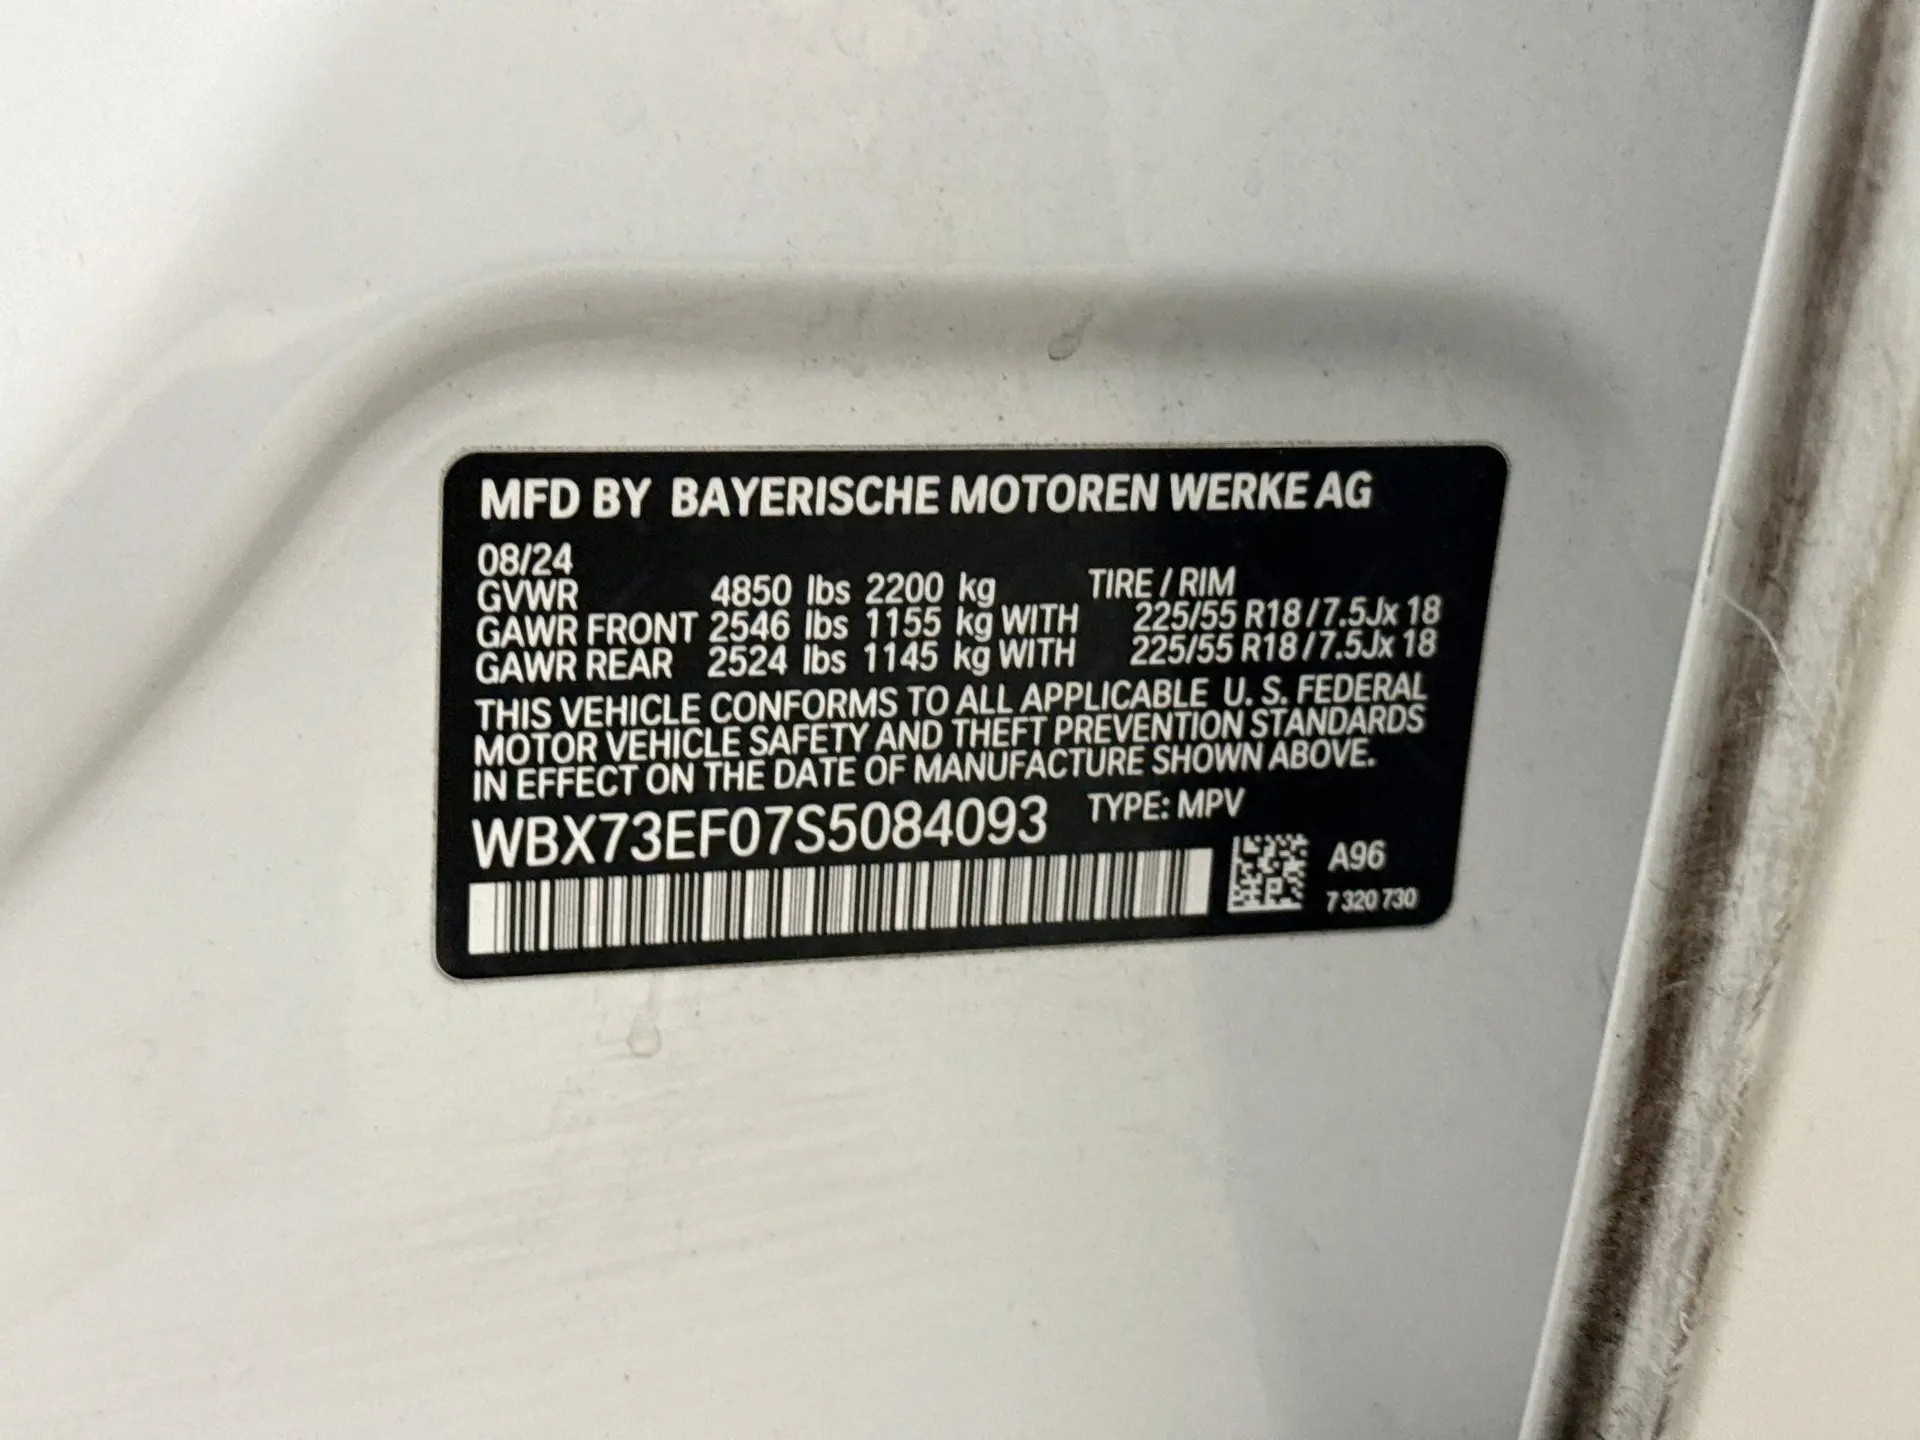 MFD BY BAYERISCHE MOTOREN WERKE AG
08/24
GVWR 4850 lbs 2200 kg TIRE / RIM
GAWR FRONT 2546 lbs 1155 kg WITH 225/55 R18 / 7.5Jx 18
GAWR REAR 2524 lbs 1145 kg WITH 225/55 R18 / 7.5Jx 18
THIS VEHICLE CONFORMS TO ALL APPLICABLE U. S. FEDERAL
MOTOR VEHICLE SAFETY AND THEFT PREVENTION STANDARDS
IN EFFECT ON THE DATE OF MANUFACTURE SHOWN ABOVE.
WBX73EF07S5084093 TYPE: MPV
A96
7 320 730